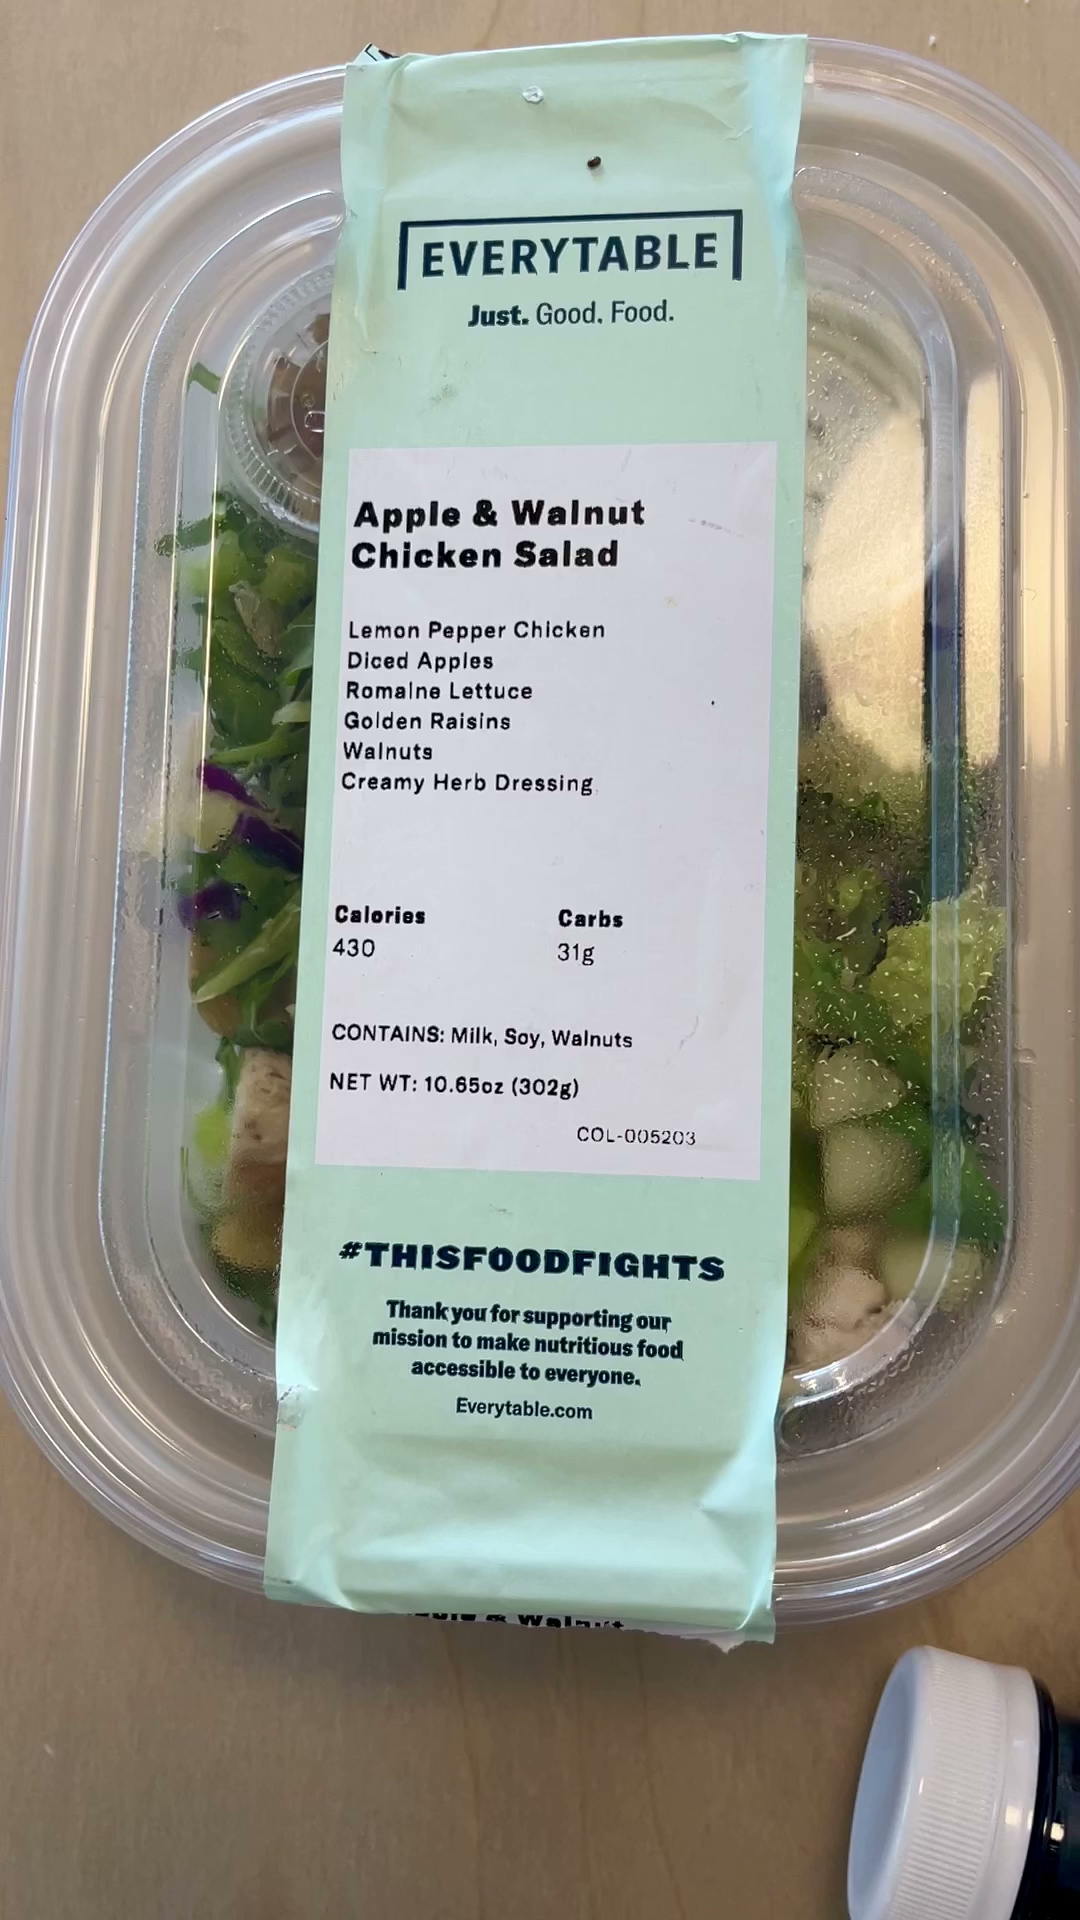 EVERYTABLE
Just. Good. Food.
Apple & Walnut
Chicken Salad
Lemon Pepper Chicken
Diced Apples
Romaine Lettuce
Golden Raisins
Walnuts
Creamy Herb Dressing
Calories Carbs
430 31g
CONTAINS: Milk, Soy, Walnuts
NET WT: 10.65oz (302g)
COL-005203
#THISFOODFIGHTS
Thank you for supporting our
mission to make nutritious food
accessible to everyone.
Everytable.com
& Walnut